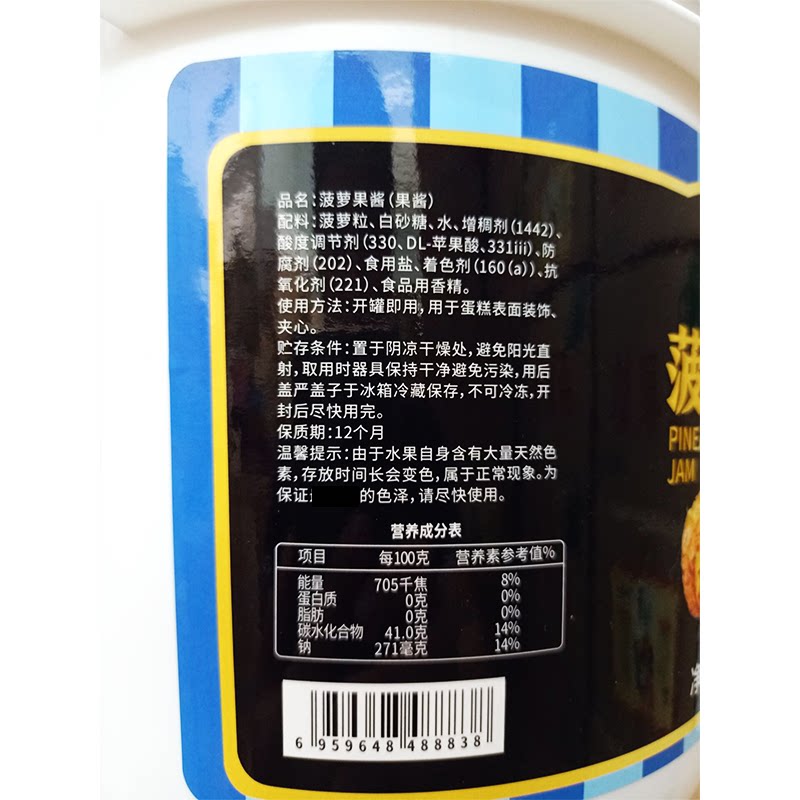 品名:菠萝果酱(果酱)
配料:菠萝粒、白砂糖、水、增稠剂(1442)、
酸度调节剂(330、DL-苹果酸、331iii)、防
腐剂(202)、食用盐、着色剂(160(a))、抗
氧化剂(221)、食品用香精。
使用方法:开罐即用,用于蛋糕表面装饰、
夹心。
贮存条件:置于阴凉干燥处,避免阳光直
射,取用时器具保持干净避免污染,用后
盖严盖子于冰箱冷藏保存,不可冷冻,开
封后尽快用完。
保质期:12个月
温馨提示:由于水果自身含有大量天然色
素,存放时间长会变色,属于正常现象。为
保证 的色泽,请尽快使用。
营养成分表
项目 每100克 营养素参考值%
能量 705千焦 8%
蛋白质 0克 0%
脂肪 0克 0%
碳水化合物 41.0克 14%
钠 271毫克 14%
6 959648 488838
菠
PINE
JAM